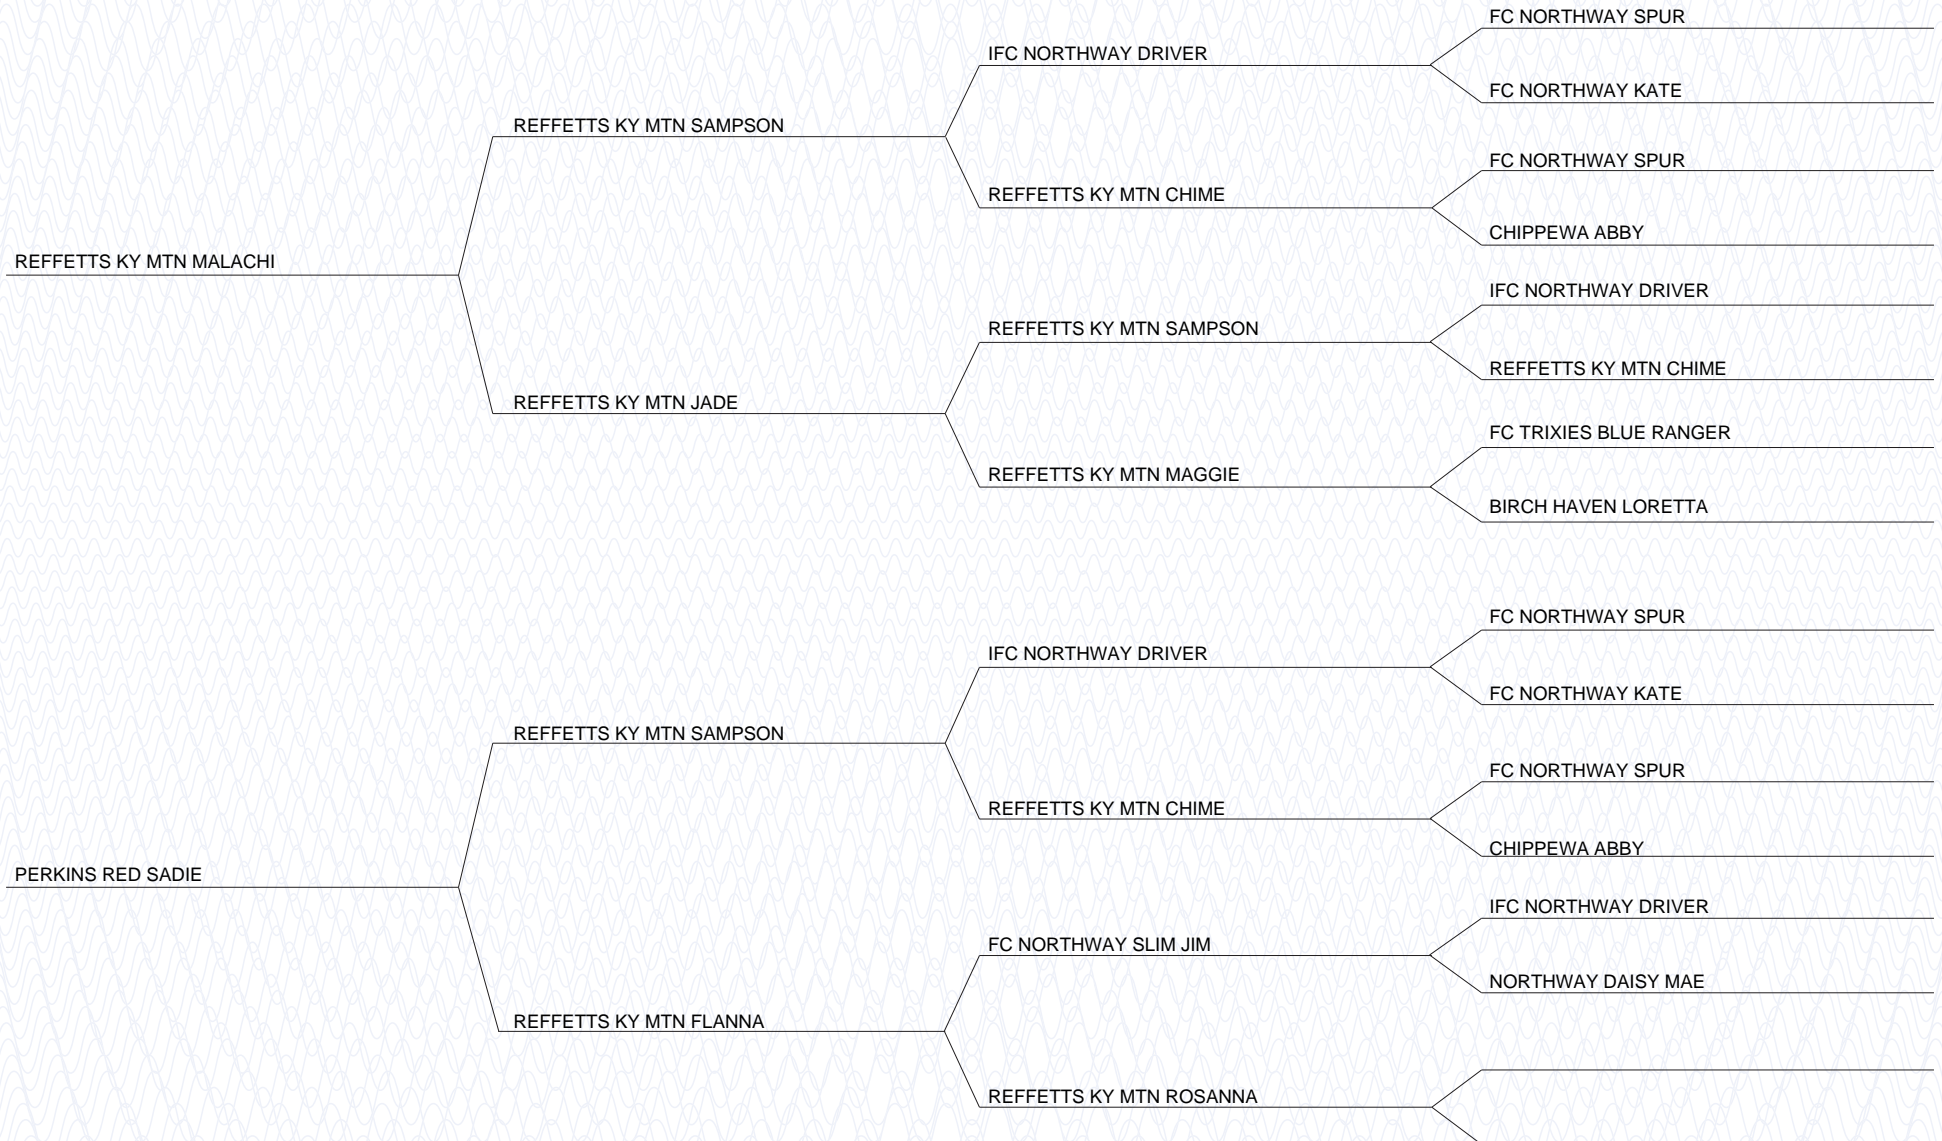 FC NORTHWAY SPUR
IFC NORTHWAY DRIVER
FC NORTHWAY KATE
REFFETTS KY MTN SAMPSON
FC NORTHWAY SPUR
REFFETTS KY MTN CHIME
CHIPPEWA ABBY
REFFETTS KY MTN MALACHI
IFC NORTHWAY DRIVER
REFFETTS KY MTN SAMPSON
REFFETTS KY MTN CHIME
REFFETTS KY MTN JADE
FC TRIXIES BLUE RANGER
REFFETTS KY MTN MAGGIE
BIRCH HAVEN LORETTA
FC NORTHWAY SPUR
IFC NORTHWAY DRIVER
FC NORTHWAY KATE
REFFETTS KY MTN SAMPSON
FC NORTHWAY SPUR
REFFETTS KY MTN CHIME
CHIPPEWA ABBY
PERKINS RED SADIE
IFC NORTHWAY DRIVER
FC NORTHWAY SLIM JIM
NORTHWAY DAISY MAE
REFFETTS KY MTN FLANNA
REFFETTS KY MTN ROSANNA